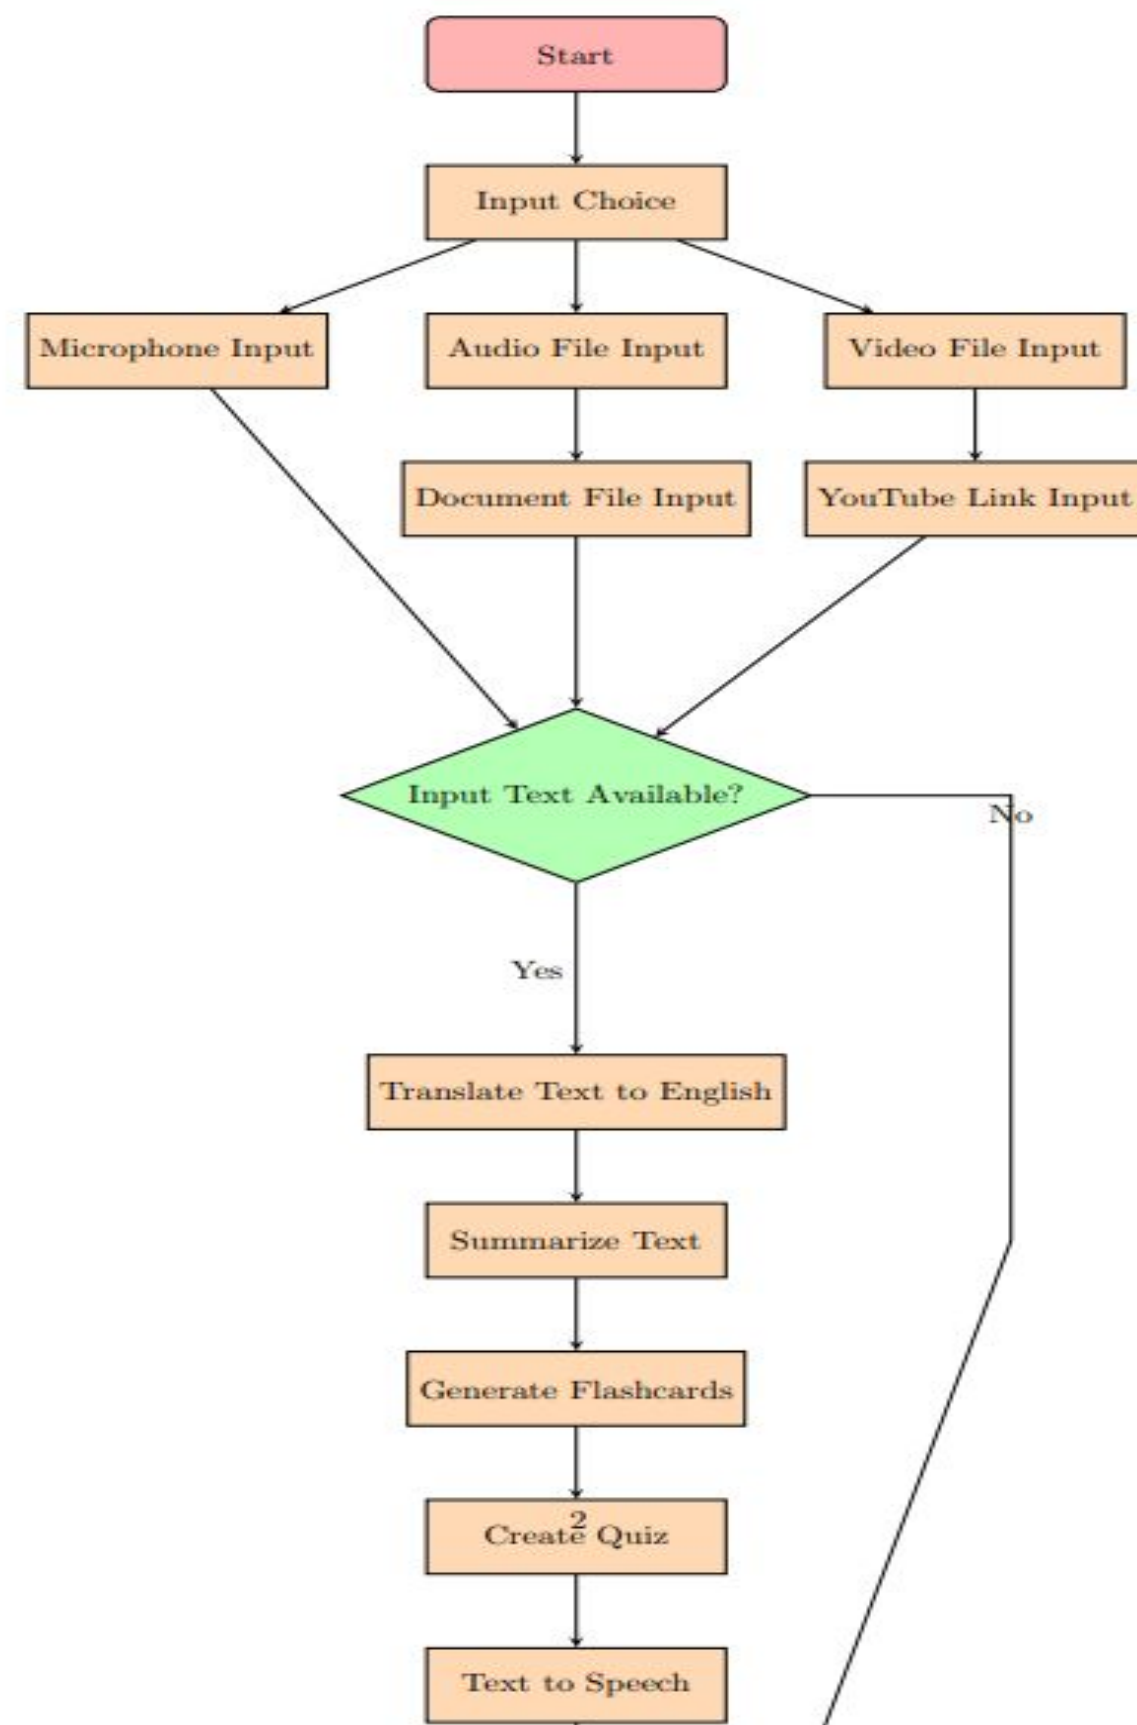 Start
Input Choice
Microphone Input
Audio File Input
Video File Input
Document File Input
YouTube Link Input
Input Text Available?
No
Yes
Translate Text to English
Summarize Text
Generate Flashcards
2
Create Quiz
Text to Speech